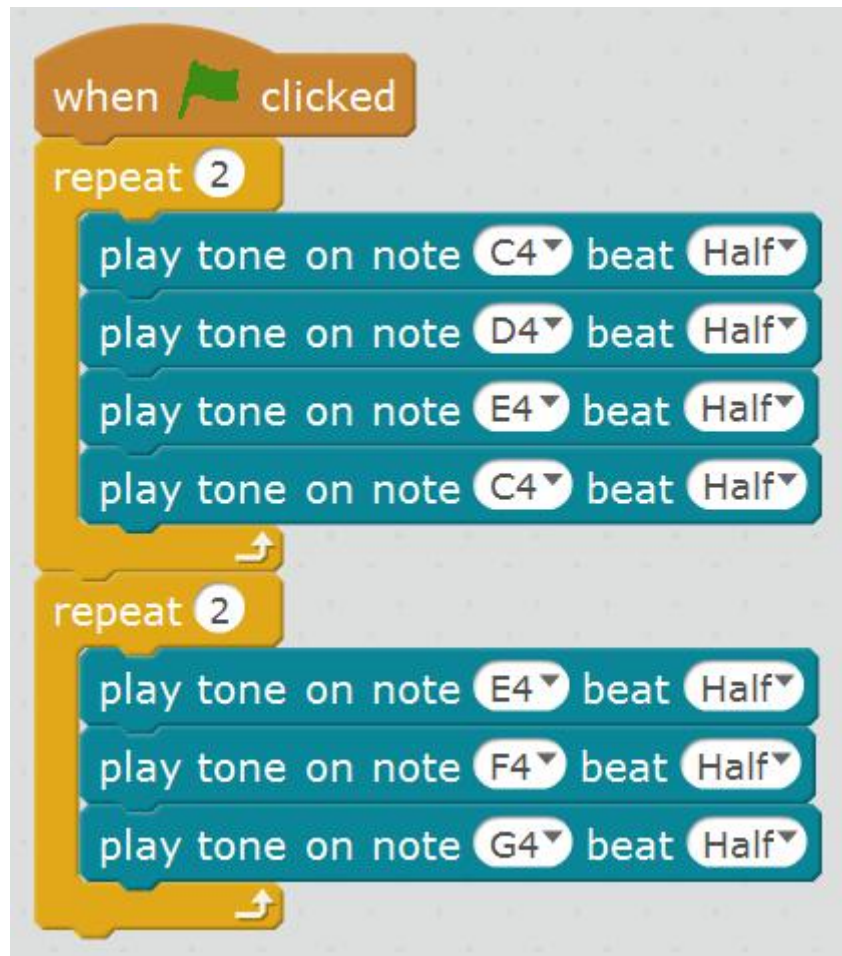 when clicked
repeat 2
play tone on note C4 beat Half
play tone on note D4 beat Half
play tone on note E4 beat Half
play tone on note C4 beat Half
repeat 2
play tone on note E4 beat Half
play tone on note F4 beat Half
play tone on note G4 beat Half